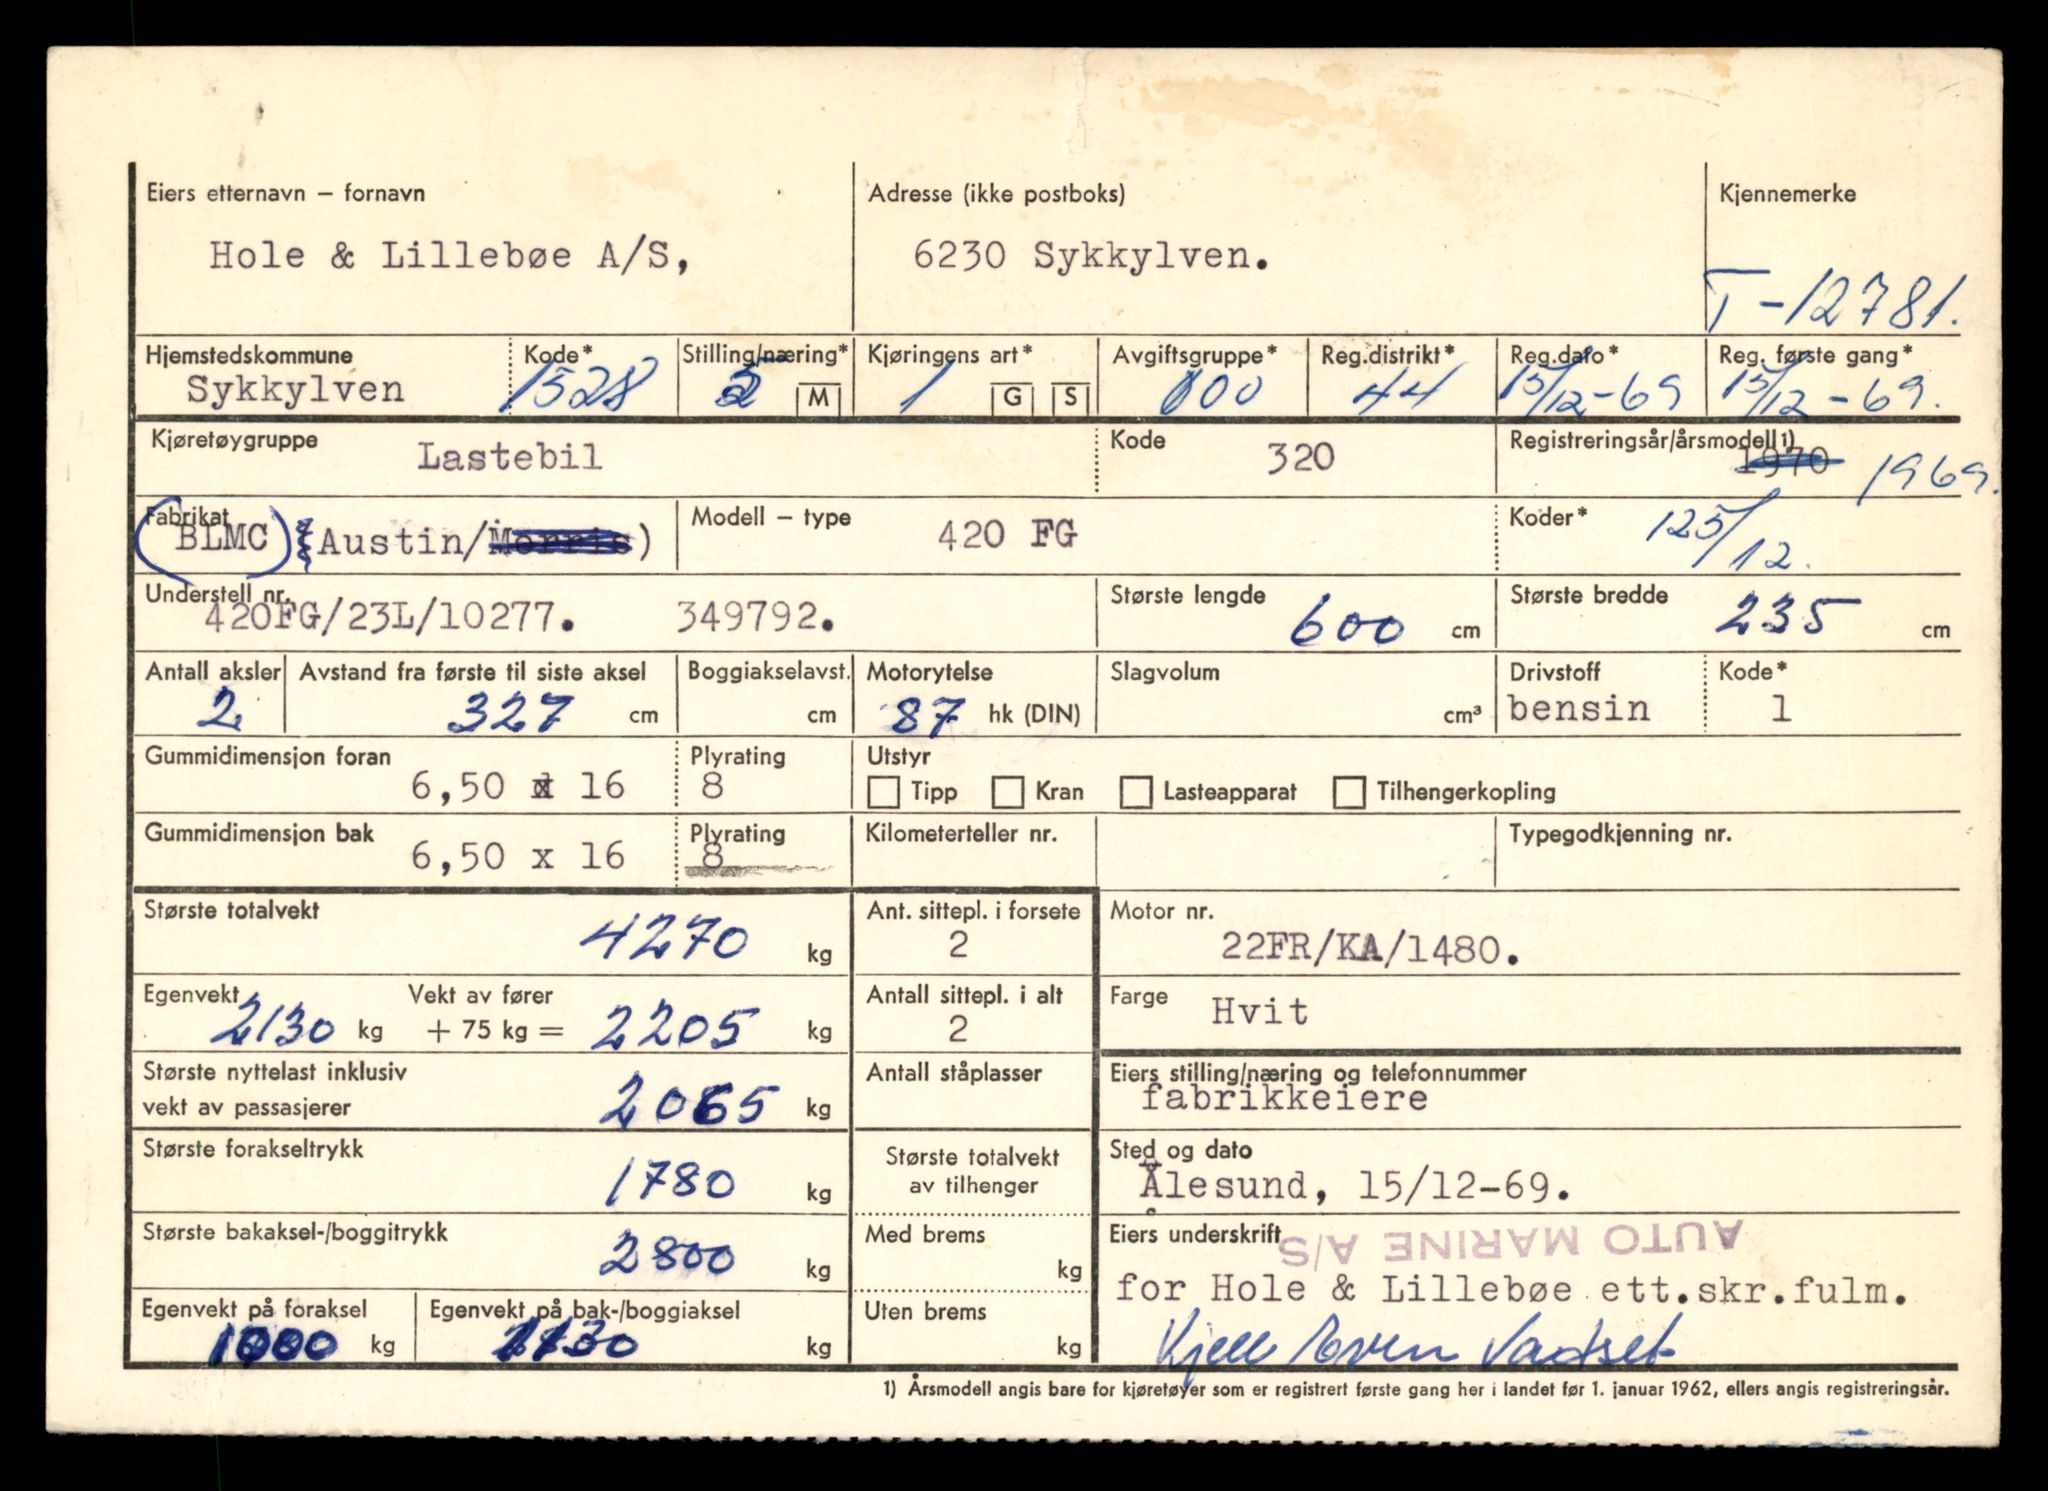 Eiers etternavn – fornavn
Adresse (ikke postboks)
Kjennemerke
Hole & Lillebøe A/S,
6230 Sykkylven.
T-12781.
Hjemstedskommune
Kode*
Stilling/næring*
Kjøringens art*
Avgiftsgruppe*
Reg.distrikt*
Reg.dato*
Reg. første gang*
Sykkylven
1528
M
1
G
S
100
44
15/12-69
15/12-69.
Kjøretøygruppe
Lastebil
Kode
320
Registreringsår/årsmodell 1)
1970 1969.
Fabrikat
BLMC (Austin/Morris)
Modell – type
420 FG
Koder*
125/12.
Understell nr.
420FG/23L/10277. 349792.
Største lengde
600 cm
Største bredde
235 cm
Antall aksler
2
Avstand fra første til siste aksel
327 cm
Boggiakselavst.
cm
Motorytelse
87 hk (DIN)
Slagvolum
cm³
Drivstoff
bensin
Kode*
1
Gummidimensjon foran
6,50 x 16
Plyrating
8
Utstyr
Tipp Kran Lasteapparat Tilhengerkopling
Gummidimensjon bak
6,50 x 16
Plyrating
8
Kilometerteller nr.
Typegodkjenning nr.
Største totalvekt
4270 kg
Ant. sittepl. i forsete
2
Motor nr.
22FR/KA/1480.
Egenvekt
2130 kg
Vekt av fører
+ 75 kg = 2205 kg
Antall sittepl. i alt
2
Farge
Hvit
Største nyttelast inklusiv
vekt av passasjerer
2065 kg
Antall ståplasser
Eiers stilling/næring og telefonnummer
fabrikkeiere
Største forakseltrykk
1780 kg
Største totalvekt
av tilhenger
Sted og dato
Ålesund, 15/12-69.
Største bakaksel-/boggitrykk
2800 kg
Med brems
kg
Eiers underskrift
AUTO MARINE A/S
for Hole & Lillebøe ett.skr.fulm.
Egenvekt på foraksel
1000 kg
Egenvekt på bak-/boggiaksel
1130 kg
Uten brems
kg
Kjell Even Vadset
1) Årsmodell angis bare for kjøretøyer som er registrert første gang her i landet før 1. januar 1962, ellers angis registreringsår.